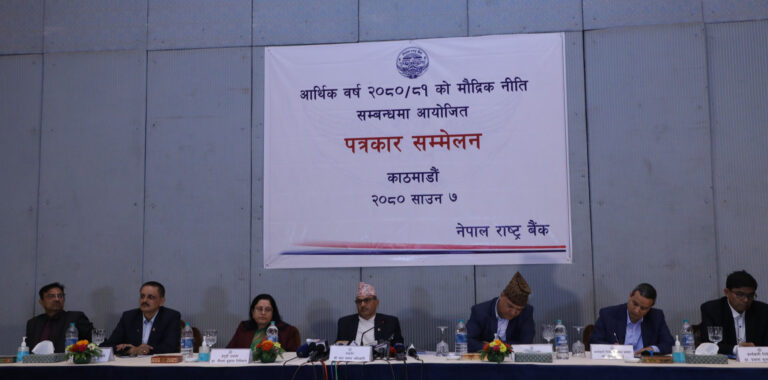 आर्थिक वर्ष २०८०/८१ को मौद्रिक नीति
सम्बन्धमा आयोजित
पत्रकार सम्मेलन
काठमाडौं
२०८० साउन ७
नेपाल राष्ट्र बैंक